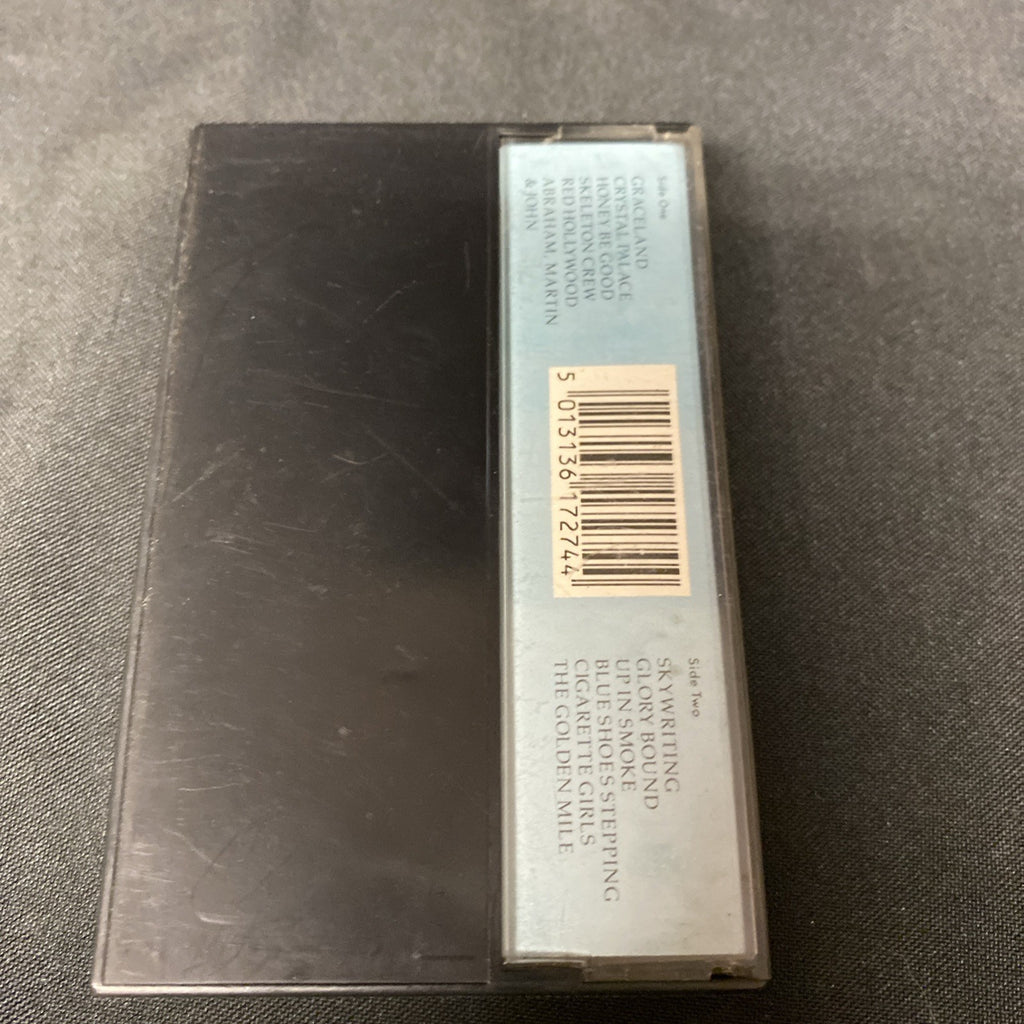 Side One
GRACELAND
CRYSTAL PALACE
HONEY BE GOOD
SKELETON CREW
RED HOLLYWOOD
ABRAHAM, MARTIN
& JOHN
5 013136 172744
Side Two
SKYWRITING
GLORY BOUND
UP IN SMOKE
BLUE SHOES STEPPING
CIGARETTE GIRLS
THE GOLDEN MILE